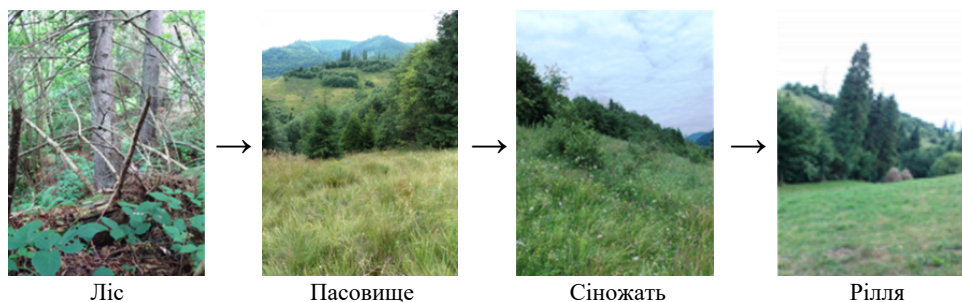 Ліс
Пасовище
Сіножать
Рілля